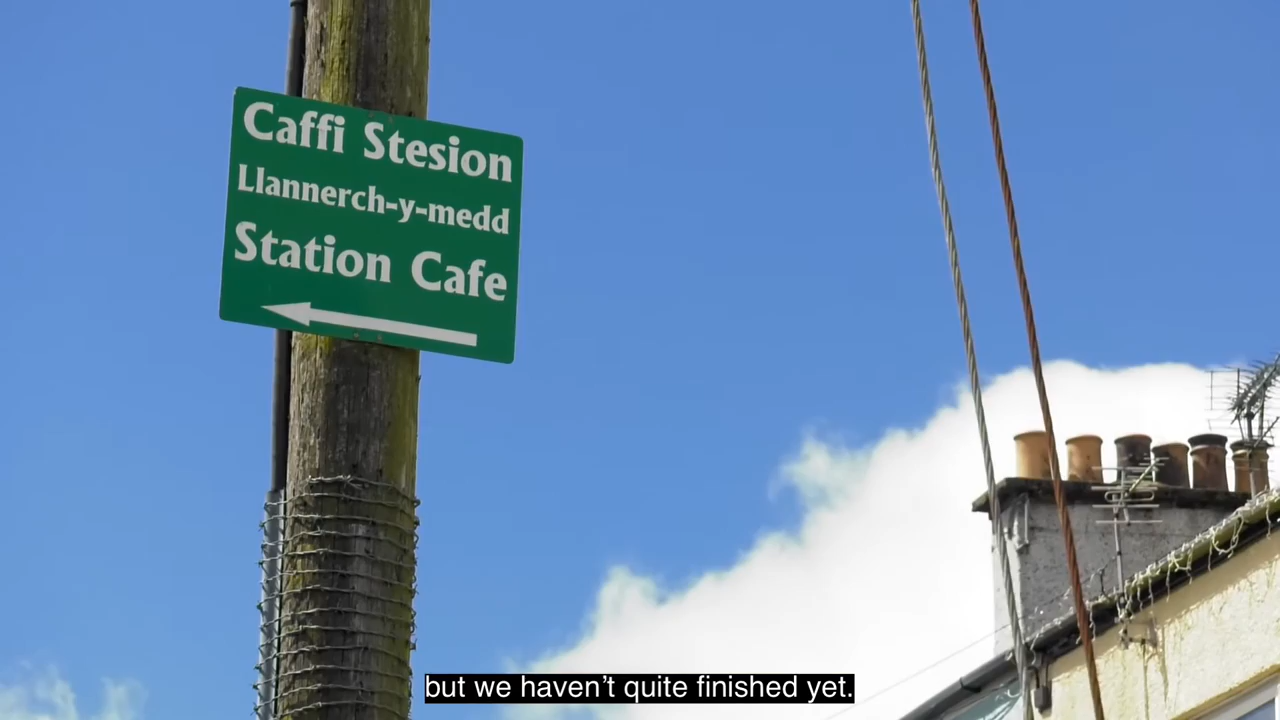 Caffi Stesion
Llannerch-y-medd
Station Cafe
but we haven't quite finished yet.